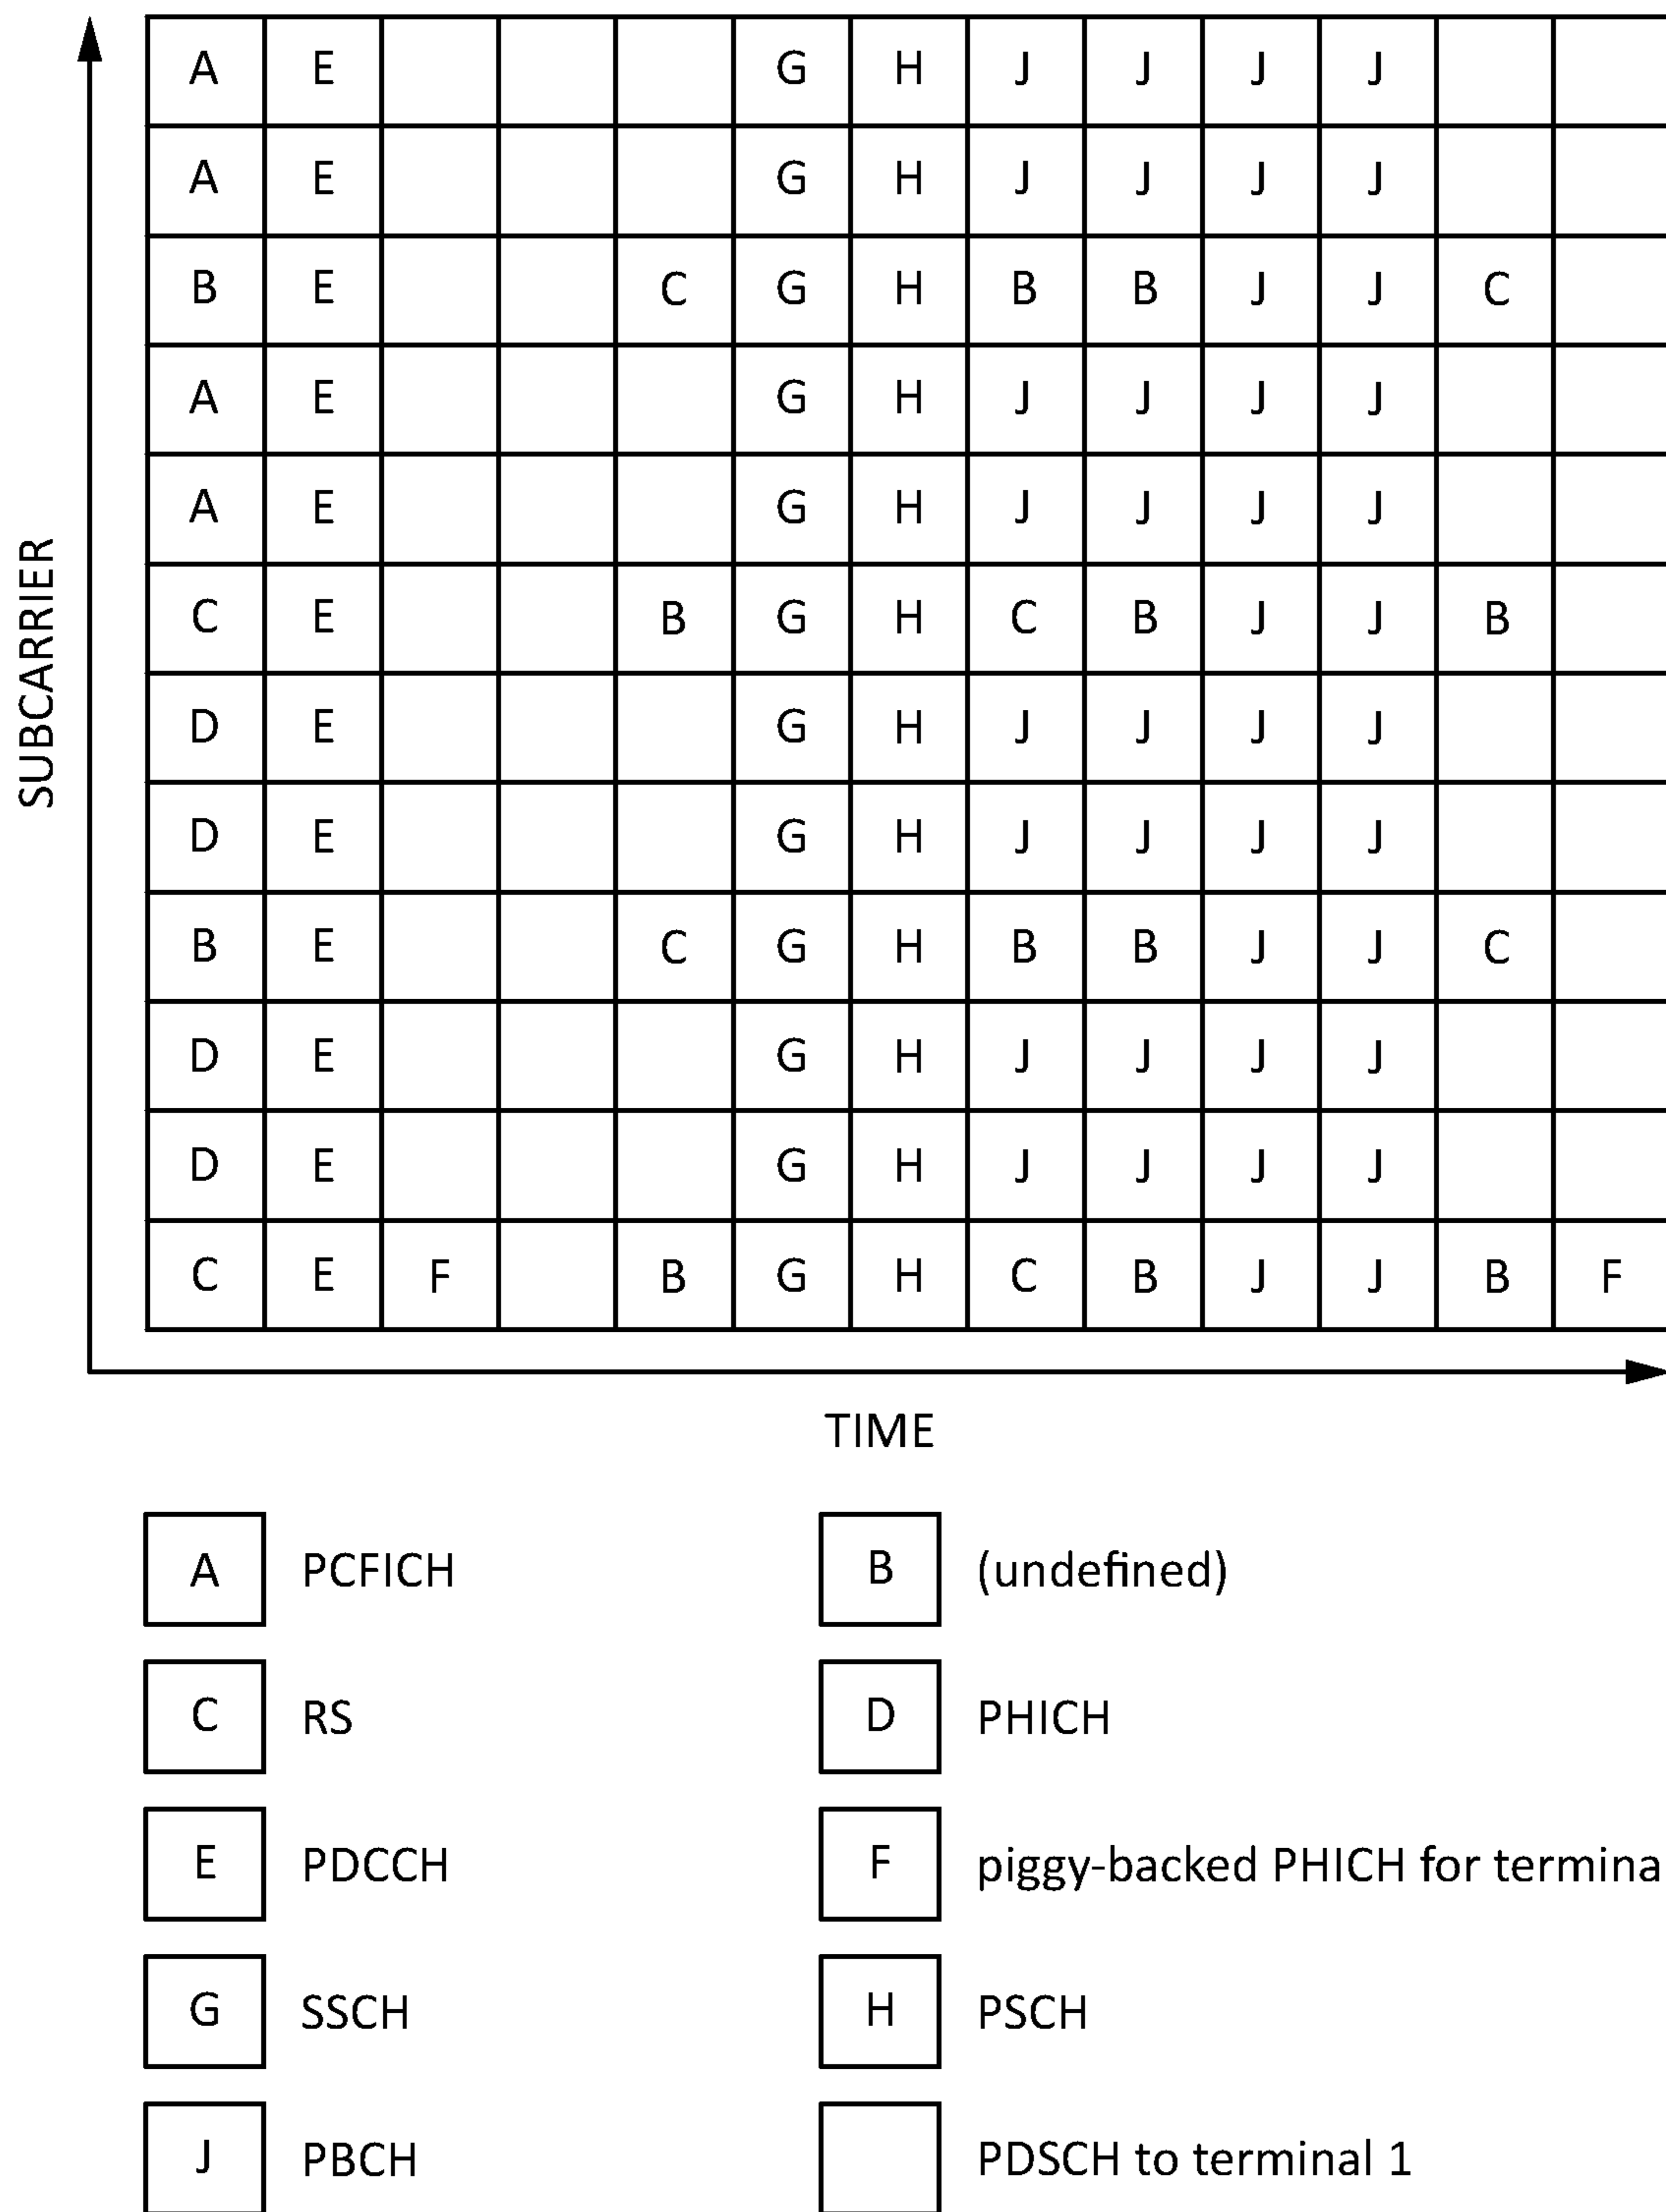 A E G H J J J J
A E G H J J J J
B E C G H B B J J C
A E G H J J J J
A E G H J J J J
C E B G H C B J J B
D E G H J J J J
D E G H J J J J
B E C G H B B J J C
D E G H J J J J
D E G H J J J J
C E F B G H C B J J B F
SUBCARRIER
TIME
A PCFICH
B (undefined)
C RS
D PHICH
E PDCCH
F piggy-backed PHICH for termina
G SSCH
H PSCH
J PBCH
PDSCH to terminal 1